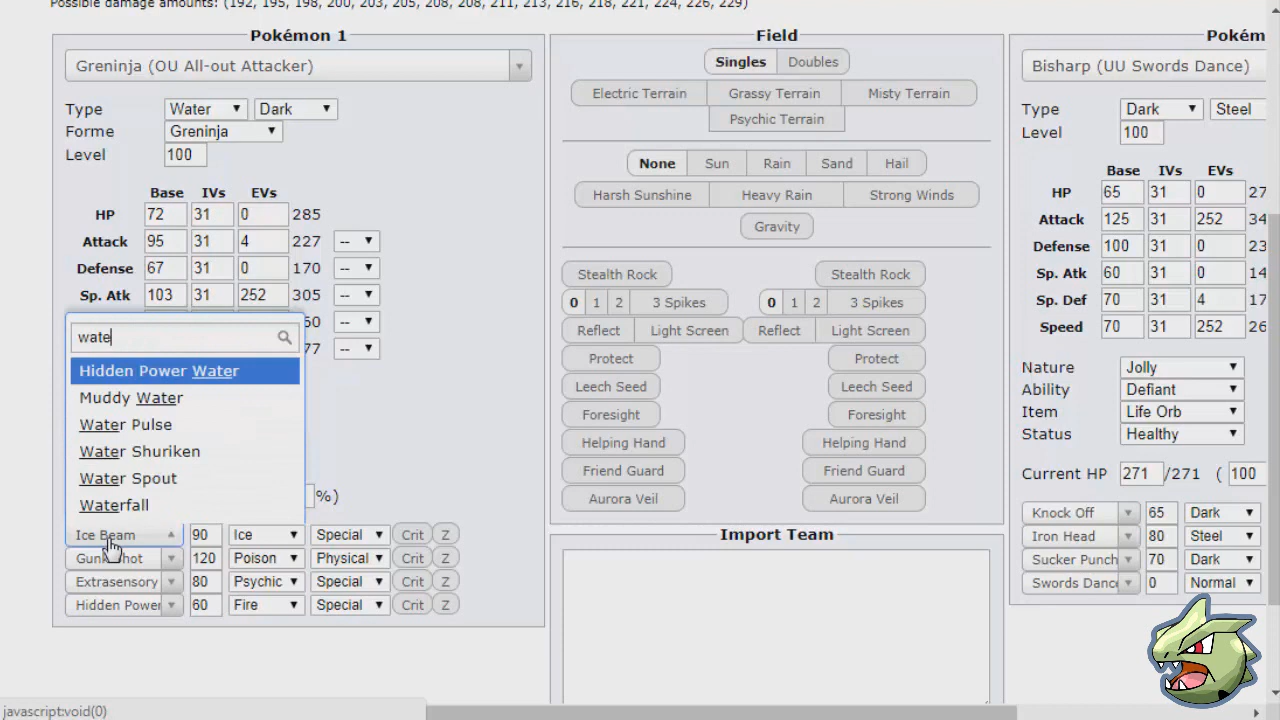 Possible damage amounts: (192, 195, 198, 200, 203, 205, 208, 208, 211, 213, 216, 218, 221, 224, 226, 229)
Pokémon 1
Greninja (OU All-out Attacker)
Type Water Dark
Forme Greninja
Level 100
Base IVs EVs
HP 72 31 0 285
Attack 95 31 4 227 --
Defense 67 31 0 170 --
Sp. Atk 103 31 252 305 --
60 --
77 --
wate
Hidden Power Water
Muddy Water
Water Pulse
Water Shuriken
Water Spout
Waterfall
%)
Ice Beam 90 Ice Special Crit Z
Gunk Shot 120 Poison Physical Crit Z
Extrasensory 80 Psychic Special Crit Z
Hidden Power 60 Fire Special Crit Z
Field
Singles Doubles
Electric Terrain Grassy Terrain Misty Terrain
Psychic Terrain
None Sun Rain Sand Hail
Harsh Sunshine Heavy Rain Strong Winds
Gravity
Stealth Rock Stealth Rock
0 1 2 3 Spikes 0 1 2 3 Spikes
Reflect Light Screen Reflect Light Screen
Protect Protect
Leech Seed Leech Seed
Foresight Foresight
Helping Hand Helping Hand
Friend Guard Friend Guard
Aurora Veil Aurora Veil
Import Team
Pokém
Bisharp (UU Swords Dance)
Type Dark Steel
Level 100
Base IVs EVs
HP 65 31 0 27
Attack 125 31 252 34
Defense 100 31 0 23
Sp. Atk 60 31 0 14
Sp. Def 70 31 4 17
Speed 70 31 252 26
Nature Jolly
Ability Defiant
Item Life Orb
Status Healthy
Current HP 271 /271 ( 100
Knock Off 65 Dark
Iron Head 80 Steel
Sucker Punch 70 Dark
Swords Dance 0 Normal
javascript:void(0)